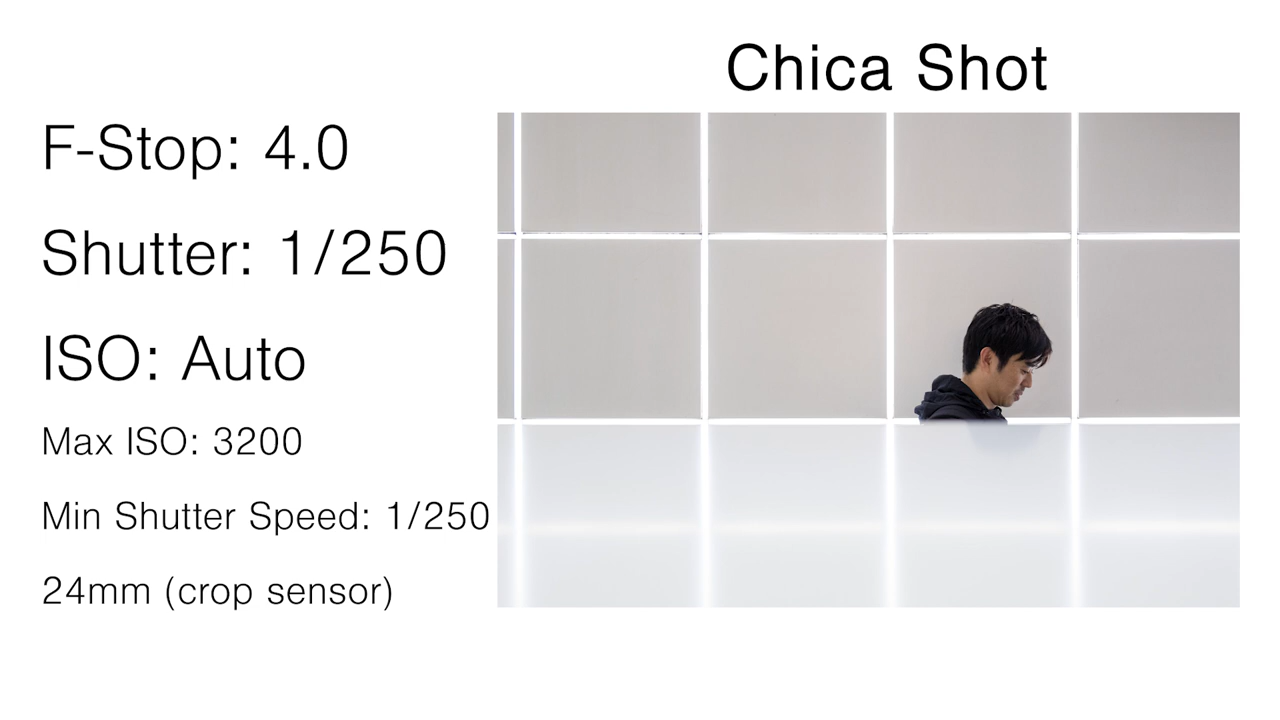 Chica Shot
F-Stop: 4.0
Shutter: 1/250
ISO: Auto
Max ISO: 3200
Min Shutter Speed: 1/250
24mm (crop sensor)